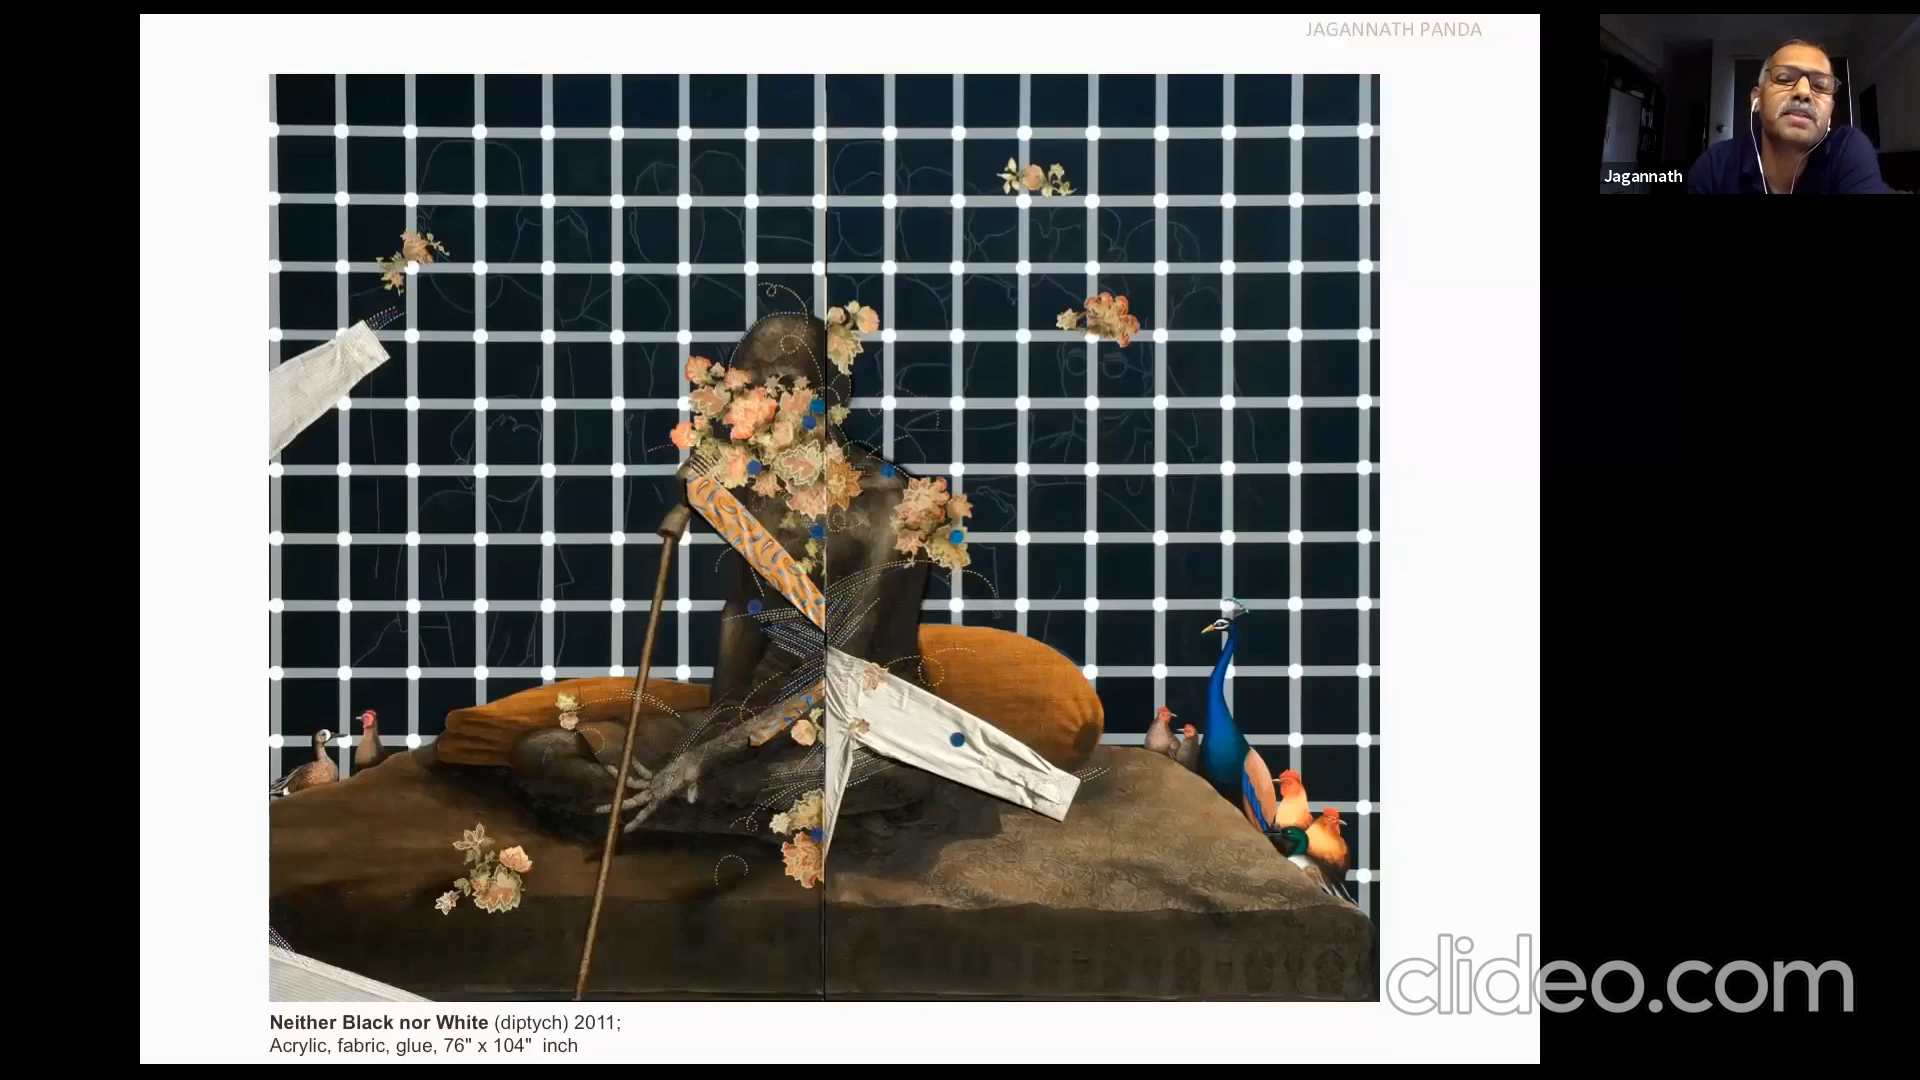 JAGANNATH PANDA
Jagannath
Neither Black nor White (diptych) 2011;
Acrylic, fabric, glue, 76" x 104" inch
clideo.com